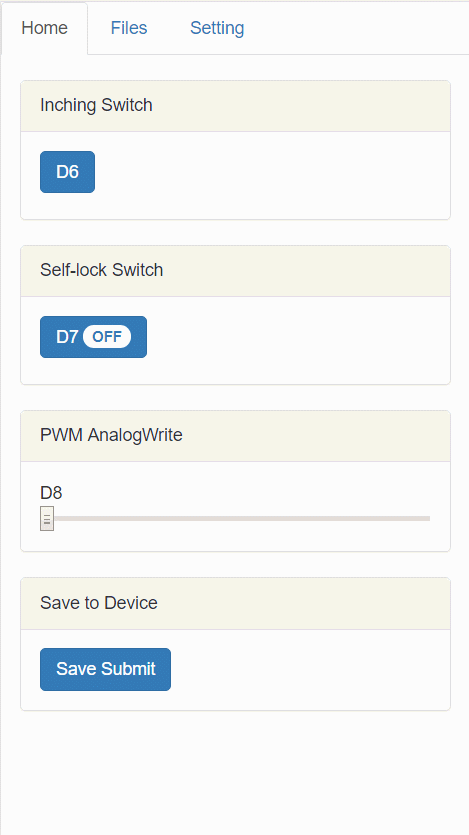 Home Files Setting
Inching Switch
D6
Self-lock Switch
D7 OFF
PWM AnalogWrite
D8
Save to Device
Save Submit